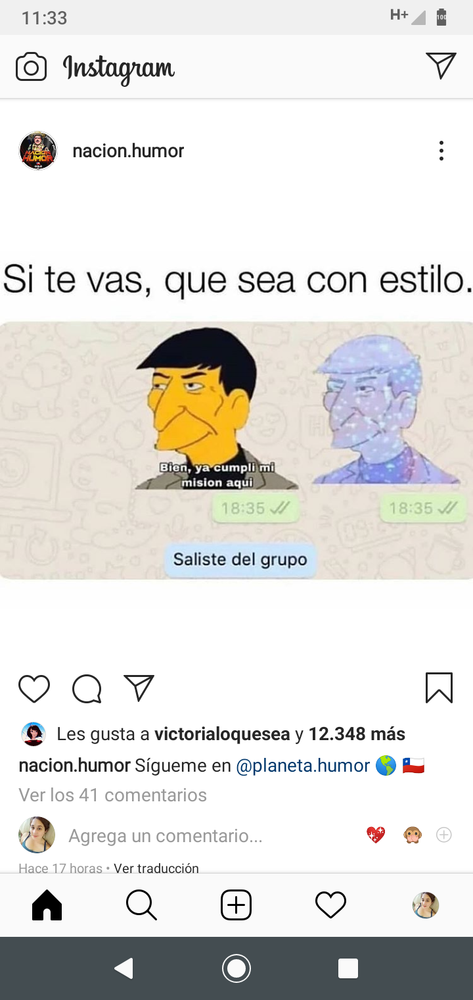 11:33
H+
100
Instagram
nacion.humor
Si te vas, que sea con estilo.
Bien, ya cumpli mi
mision aqui
18:35
18:35
Saliste del grupo
Les gusta a victorialoquesea y 12.348 más
nacion.humor Sígueme en @planeta.humor
Ver los 41 comentarios
Agrega un comentario...
Hace 17 horas • Ver traducción